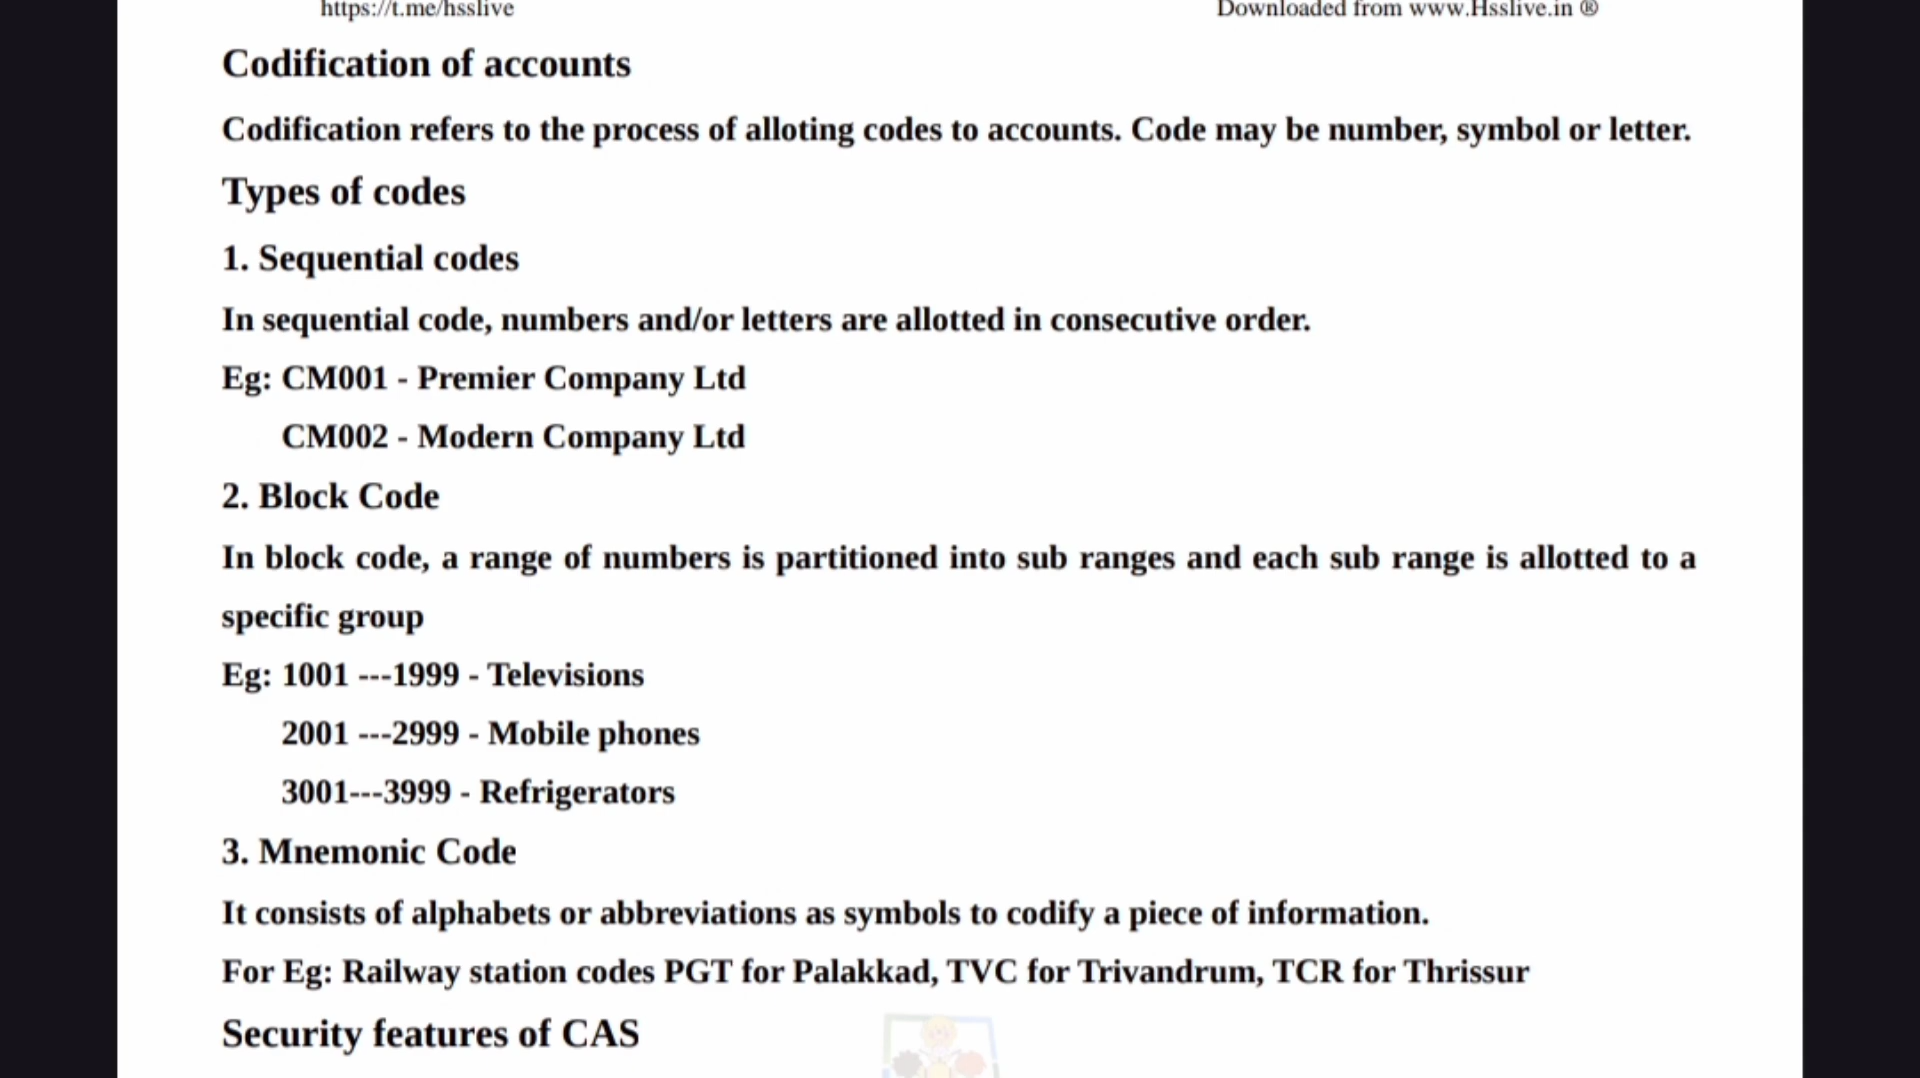 https://t.me/hsslive
Downloaded from www.Hsslive.in ®
Codification of accounts
Codification refers to the process of alloting codes to accounts. Code may be number, symbol or letter.
Types of codes
1. Sequential codes
In sequential code, numbers and/or letters are allotted in consecutive order.
Eg: CM001 - Premier Company Ltd
CM002 - Modern Company Ltd
2. Block Code
In block code, a range of numbers is partitioned into sub ranges and each sub range is allotted to a
specific group
Eg: 1001 ---1999 - Televisions
2001 ---2999 - Mobile phones
3001---3999 - Refrigerators
3. Mnemonic Code
It consists of alphabets or abbreviations as symbols to codify a piece of information.
For Eg: Railway station codes PGT for Palakkad, TVC for Trivandrum, TCR for Thrissur
Security features of CAS